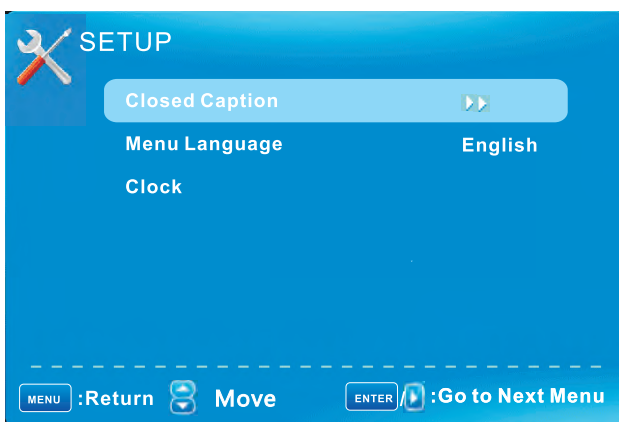 SETUP
Closed Caption
Menu Language English
Clock
MENU :Return Move ENTER / :Go to Next Menu